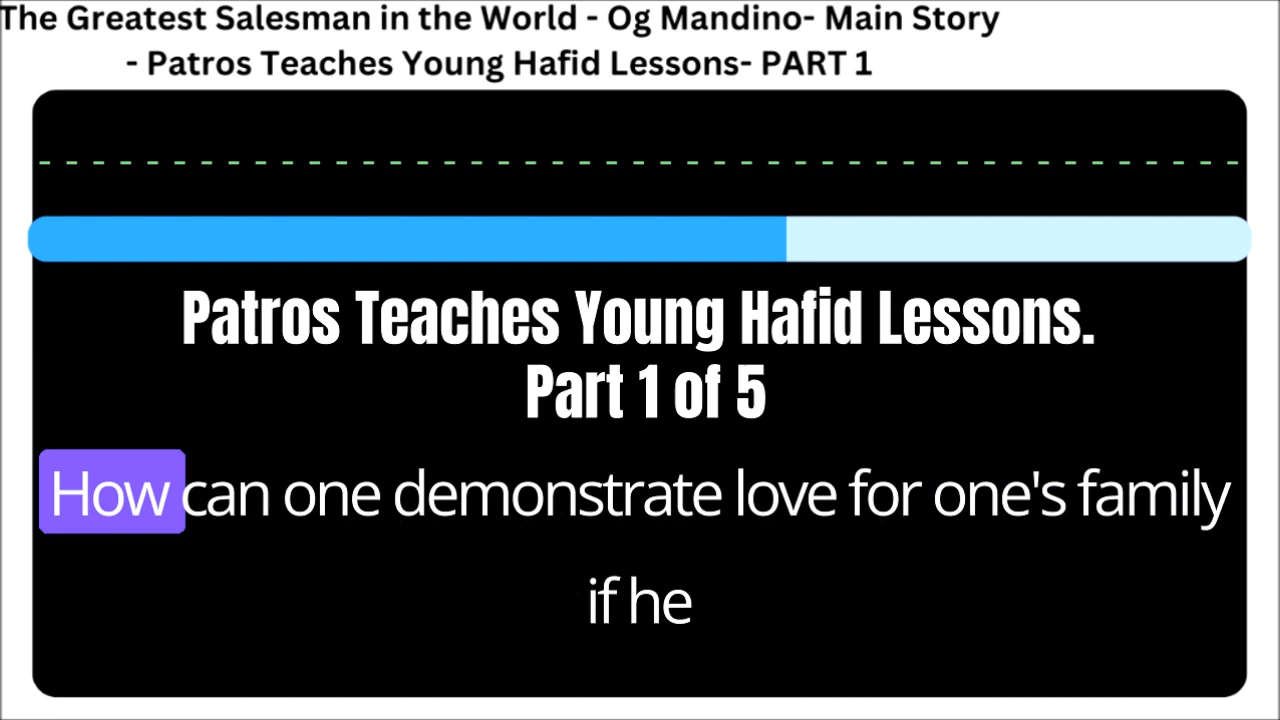 The Greatest Salesman in the World - Og Mandino- Main Story
- Patros Teaches Young Hafid Lessons- PART 1
Patros Teaches Young Hafid Lessons.
Part 1 of 5
How can one demonstrate love for one's family
if he